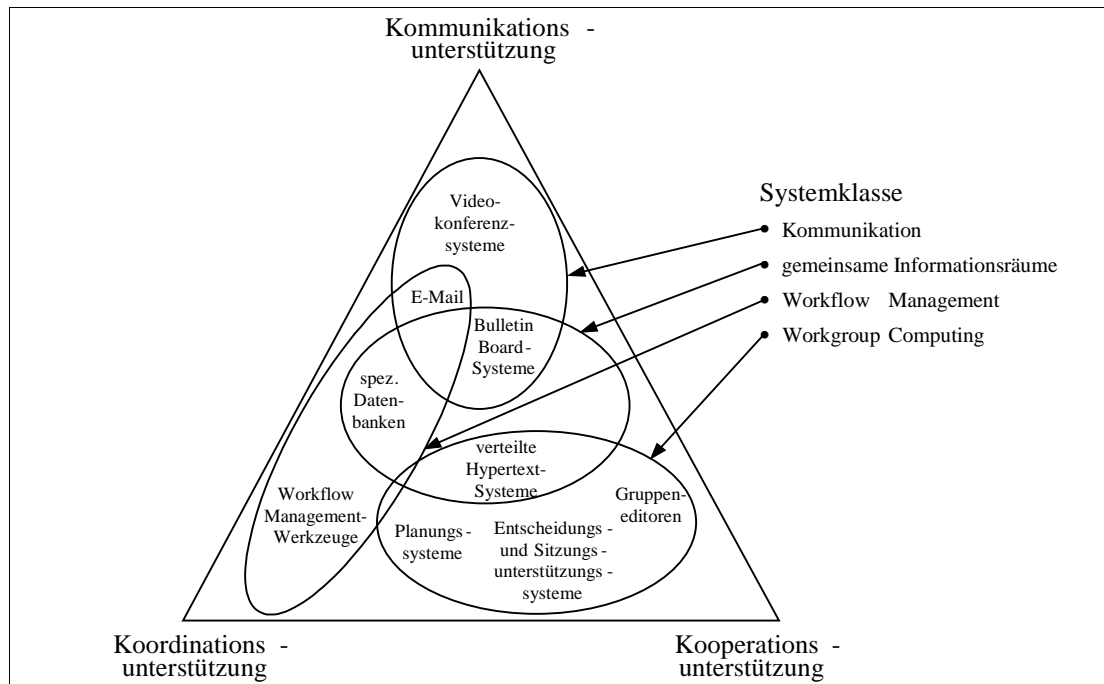 Kommunikations -
unterstützung
Systemklasse
Kommunikation
gemeinsame Informationsräume
Workflow Management
Workgroup Computing
Video-
konferenz-
systeme
E-Mail
Bulletin
Board-
Systeme
spez.
Daten-
banken
verteilte
Hypertext-
Systeme
Gruppen-
editoren
Workflow
Management-
Werkzeuge
Planungs-
systeme
Entscheidungs -
und Sitzungs -
unterstützungs -
systeme
Koordinations -
unterstützung
Kooperations -
unterstützung